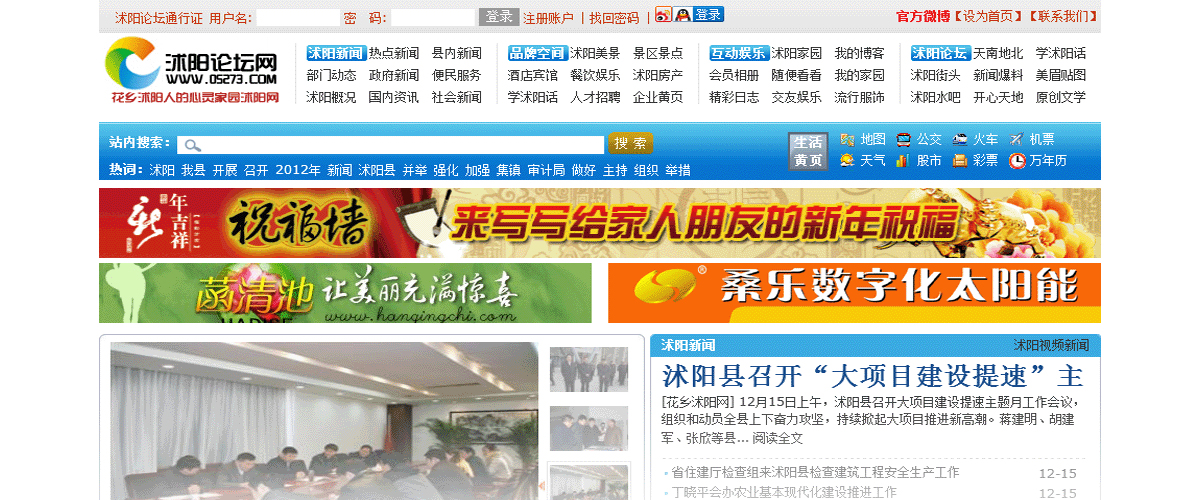 沭阳论坛通行证 用户名: 密 码: 登录 注册账户 | 找回密码 | 登录 官方微博【设为首页】【联系我们】
沭阳论坛网
WWW.05273.COM
花乡沭阳人的心灵家园沭阳网
沭阳新闻 热点新闻 县内新闻
部门动态 政府新闻 便民服务
沭阳概况 国内资讯 社会新闻
品牌空间 沭阳美景 景区景点
酒店宾馆 餐饮娱乐 沭阳房产
学沭阳话 人才招聘 企业黄页
互动娱乐 沭阳家园 我的博客
会员相册 随便看看 我的家园
精彩日志 交友娱乐 流行服饰
沭阳论坛 天南地北 学沭阳话
沭阳街头 新闻爆料 美眉贴图
沭阳水吧 开心天地 原创文学
站内搜索: 搜 索
热词: 沭阳 我县 开展 召开 2012年 新闻 沭阳县 并举 强化 加强 集镇 审计局 做好 主持 组织 举措
生活
黄页
地图 公交 火车 机票
天气 股市 彩票 万年历
新年吉祥
祝福墙
来写写给家人朋友的新年祝福
菡清池 让美丽充满惊喜
HADISE www.hanqingchi.com
® 桑乐数字化太阳能
沭阳新闻 沭阳视频新闻
沭阳县召开“大项目建设提速”主
[花乡沭阳网] 12月15日上午，沭阳县召开大项目建设提速主题月工作会议，
组织和动员全县上下奋力攻坚，持续掀起大项目推进新高潮。蒋建明、胡建
军、张欣等县... 阅读全文
省住建厅检查组来沭阳县检查建筑工程安全生产工作 12-15
丁晓平会办农业基本现代化建设推进工作 12-15